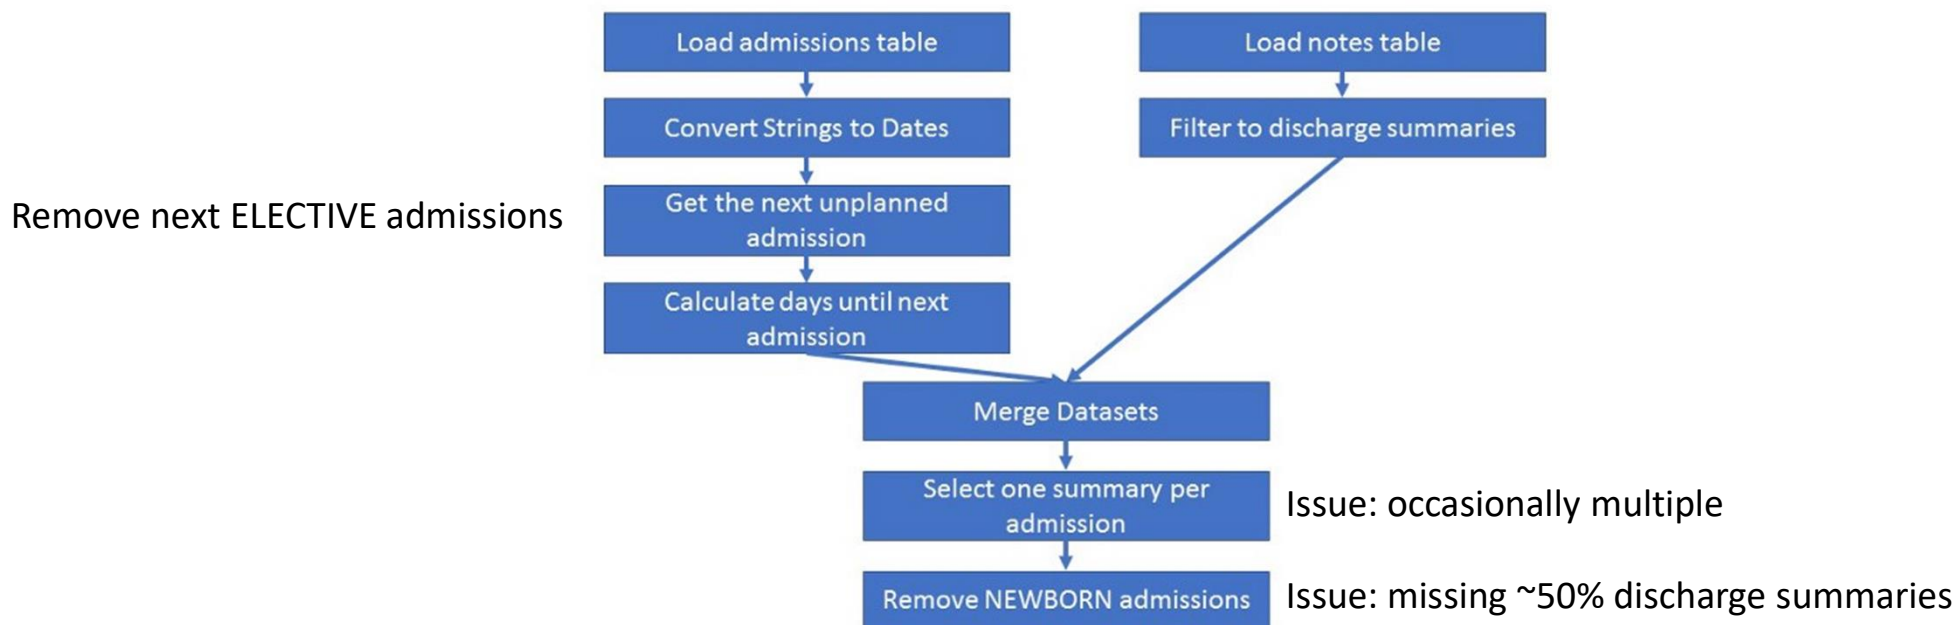 Load admissions table
Load notes table
Convert Strings to Dates
Filter to discharge summaries
Remove next ELECTIVE admissions
Get the next unplanned
admission
Calculate days until next
admission
Merge Datasets
Select one summary per
admission
Issue: occasionally multiple
Remove NEWBORN admissions
Issue: missing ~50% discharge summaries